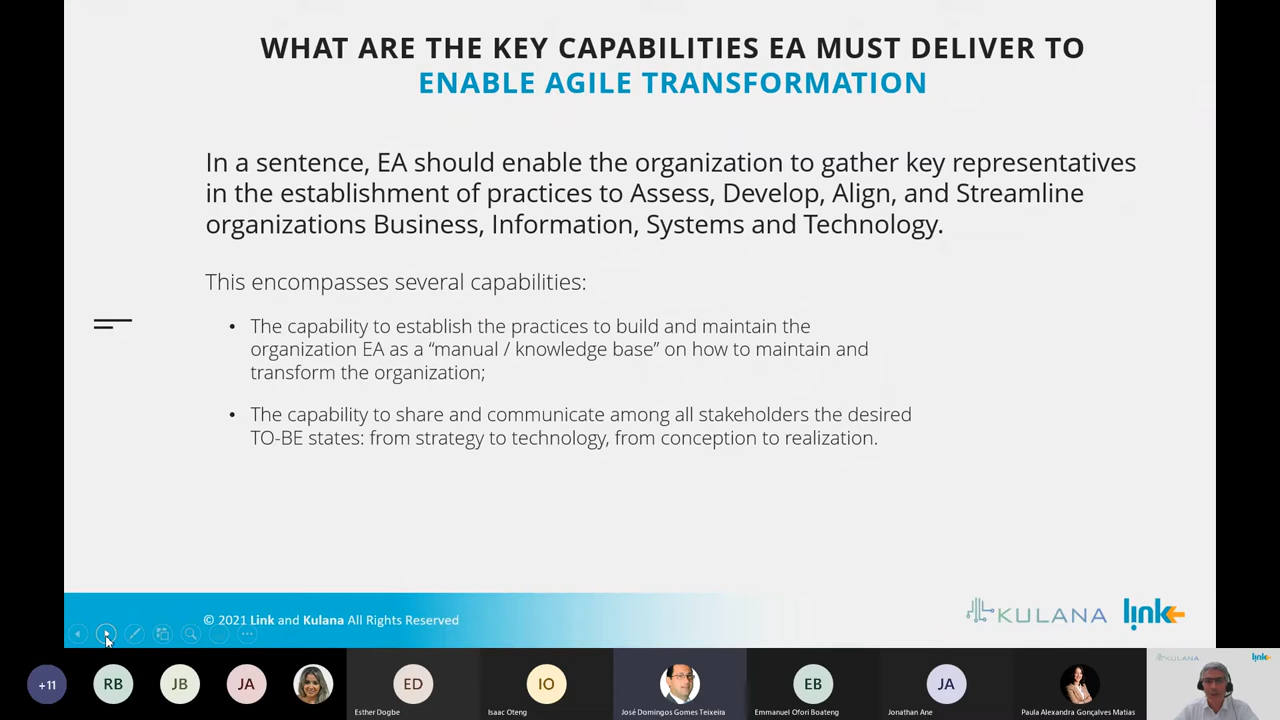 WHAT ARE THE KEY CAPABILITIES EA MUST DELIVER TO
ENABLE AGILE TRANSFORMATION
In a sentence, EA should enable the organization to gather key representatives
in the establishment of practices to Assess, Develop, Align, and Streamline
organizations Business, Information, Systems and Technology.
This encompasses several capabilities:
• The capability to establish the practices to build and maintain the
organization EA as a “manual / knowledge base” on how to maintain and
transform the organization;
• The capability to share and communicate among all stakeholders the desired
TO-BE states: from strategy to technology, from conception to realization.
© 2021 Link and Kulana All Rights Reserved
KULANA
link
+11
RB
JB
JA
ED
IO
EB
JA
Esther Dogbe
Isaac Oteng
José Domingos Gomes Teixeira
Emmanuel Ofori Boateng
Jonathan Ane
Paula Alexandra Gonçalves Matias
KULANA
link